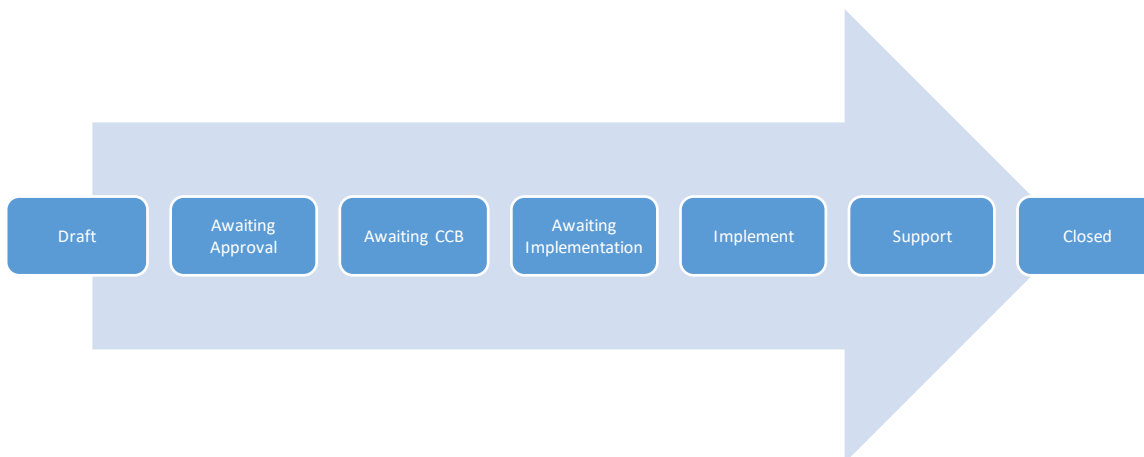 Draft
Awaiting
Approval
Awaiting CCB
Awaiting
Implementation
Implement
Support
Closed